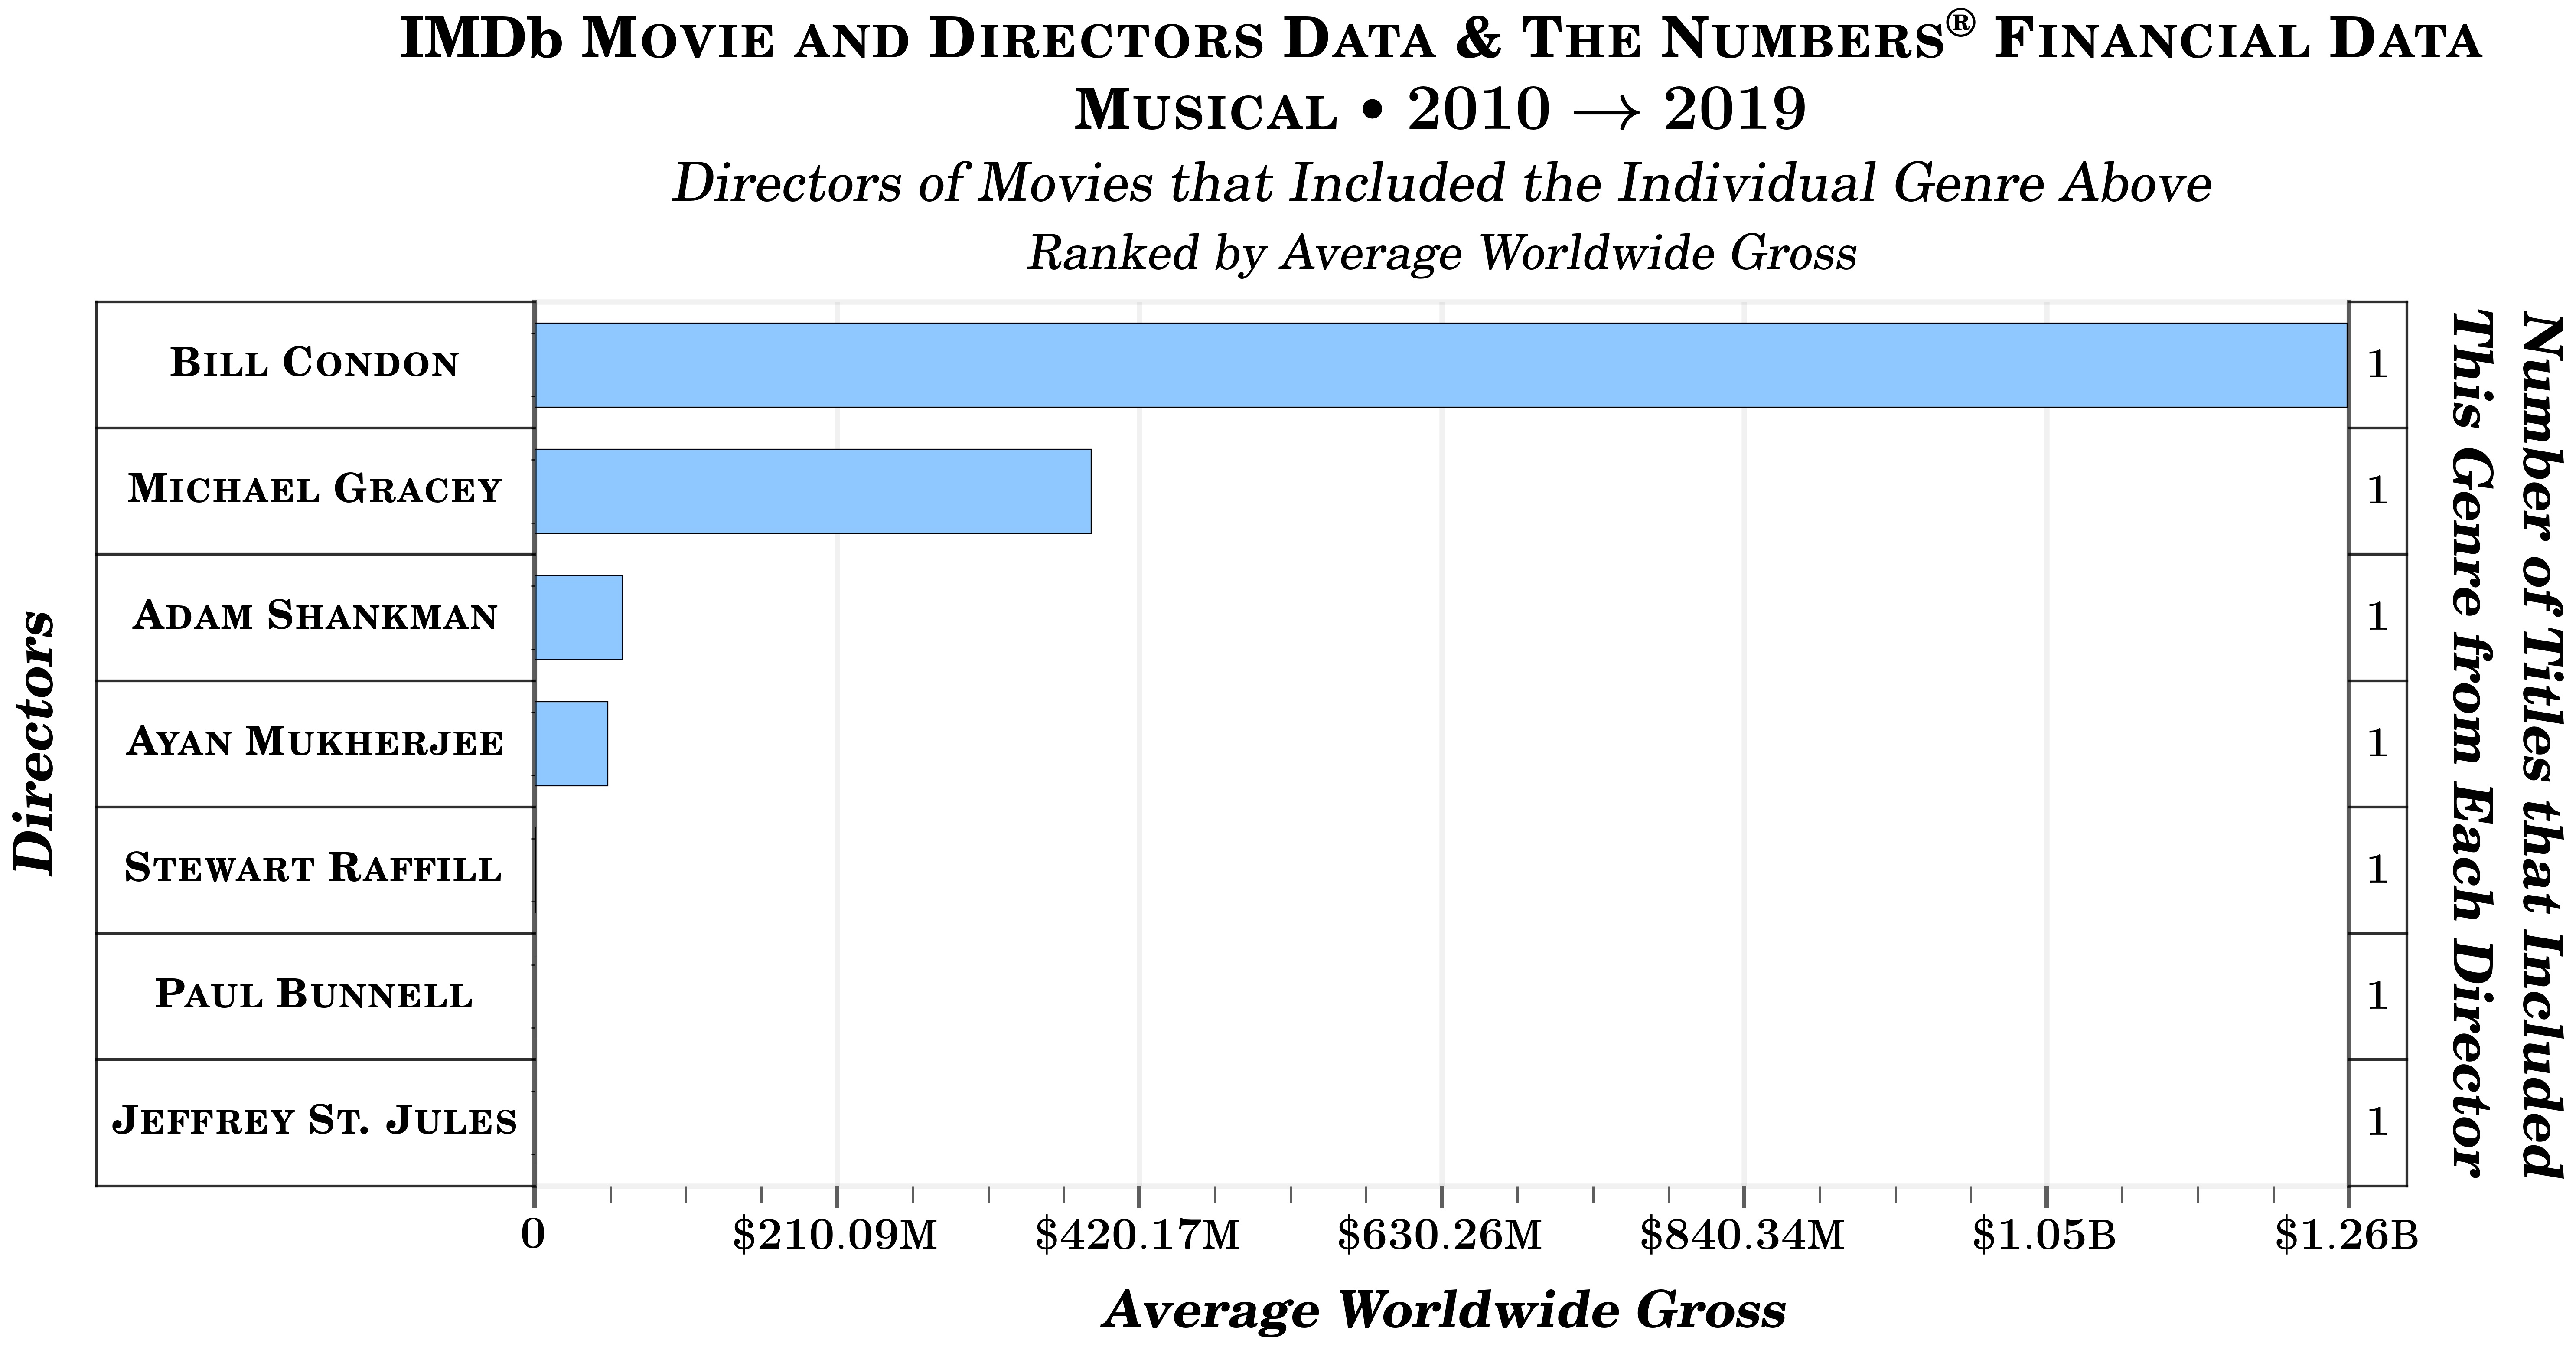 IMDb Movie and Directors Data & The Numbers® Financial Data
Musical • 2010 → 2019
Directors of Movies that Included the Individual Genre Above
Ranked by Average Worldwide Gross
Directors
Bill Condon
1
Michael Gracey
1
Adam Shankman
1
Ayan Mukherjee
1
Stewart Raffill
1
Paul Bunnell
1
Jeffrey St. Jules
1
Number of Titles that Included
This Genre from Each Director
0 $210.09M $420.17M $630.26M $840.34M $1.05B $1.26B
Average Worldwide Gross